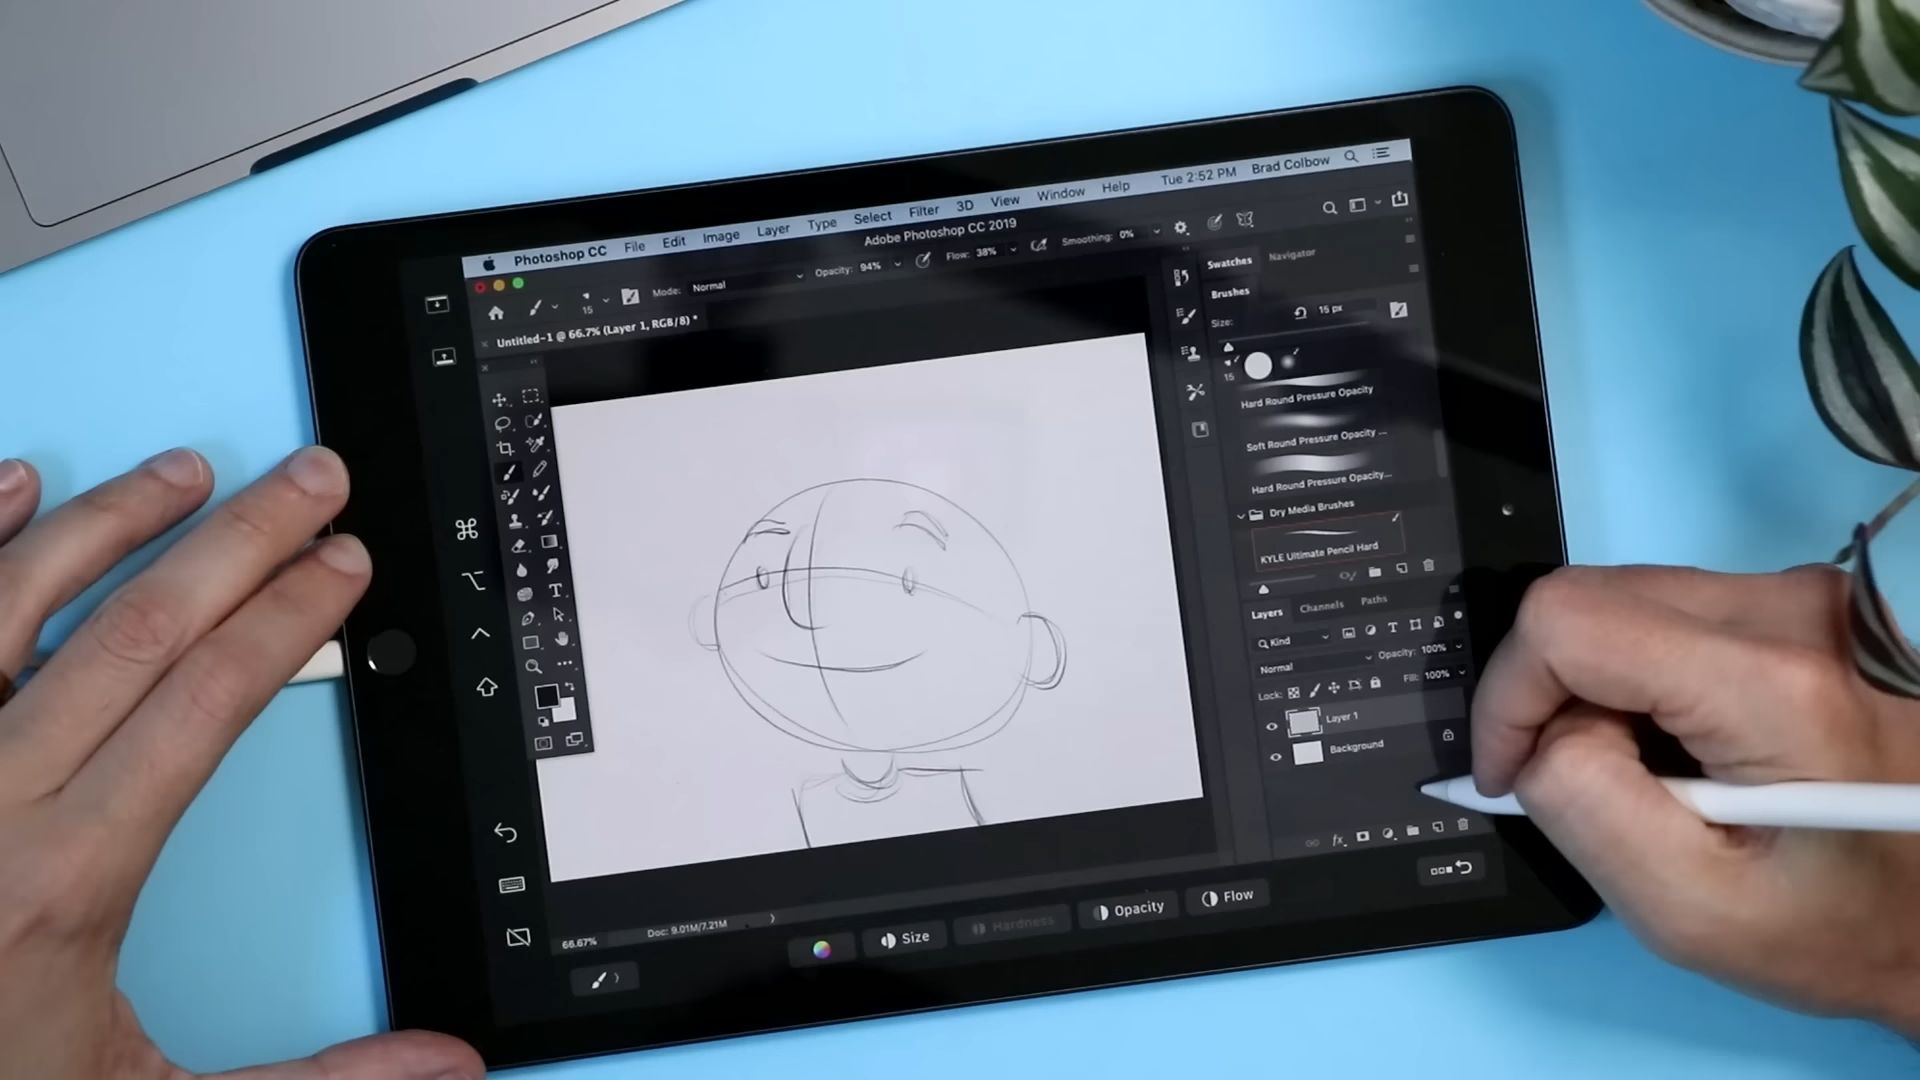 Photoshop CC File Edit Image Layer Type Select Filter 3D View Window Help Tue 2:52 PM Brad Colbow
Adobe Photoshop CC 2019
15 Mode: Normal Opacity: 94% Flow: 38% Smoothing: 0%
Untitled-1 @ 66.7% (Layer 1, RGB/8) *
Swatches Navigator
Brushes
Size: 15 px
15
Hard Round Pressure Opacity
Soft Round Pressure Opacity ...
Hard Round Pressure Opacity...
Dry Media Brushes
KYLE Ultimate Pencil Hard
Layers Channels Paths
Kind
Normal Opacity: 100%
Lock: Fill: 100%
Layer 1
Background
fx
66.67% Doc: 9.01M/7.21M
Size Hardness Opacity Flow